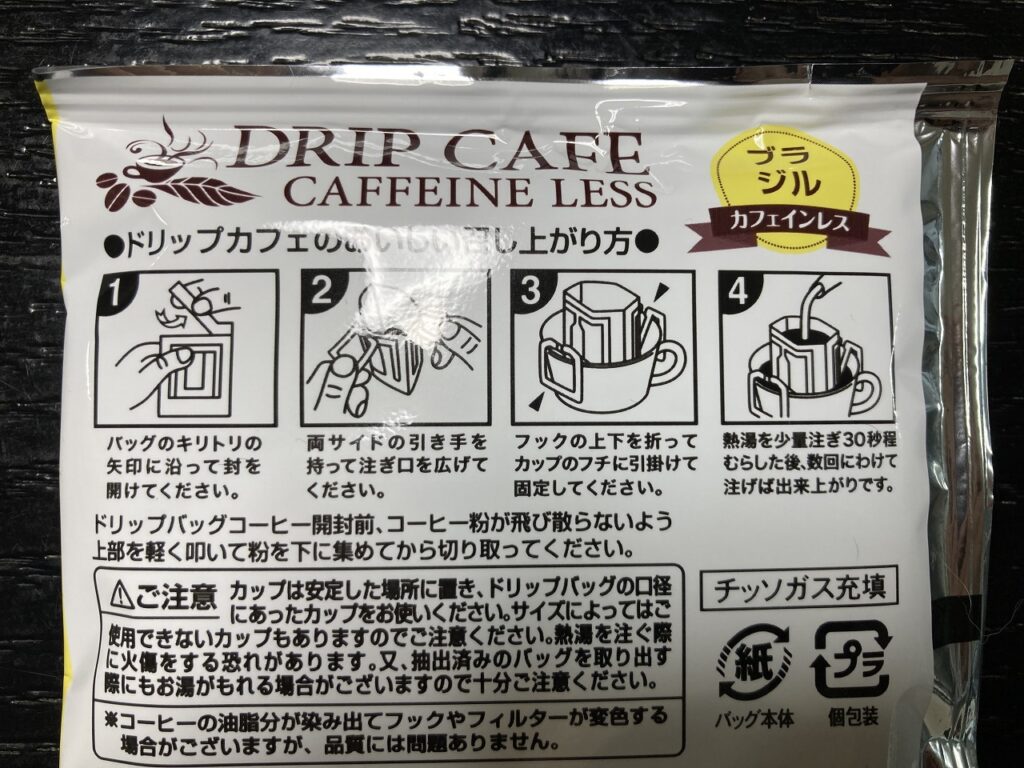 DRIP CAFE
CAFFEINE LESS
ブラ
ジル
カフェインレス
●ドリップカフェのおいしい召し上がり方●
1
バッグのキリトリの
矢印に沿って封を
開けてください。
2
両サイドの引き手を
持って注ぎ口を広げて
ください。
3
フックの上下を折って
カップのフチに引掛けて
固定してください。
4
熱湯を少量注ぎ30秒程
むらした後、数回にわけて
注げば出来上がりです。
ドリップバッグコーヒー開封前、コーヒー粉が飛び散らないよう
上部を軽く叩いて粉を下に集めてから切り取ってください。
⚠ご注意 カップは安定した場所に置き、ドリップバッグの口径
にあったカップをお使いください。サイズによってはご
使用できないカップもありますのでご注意ください。熱湯を注ぐ際
に火傷をする恐れがあります。又、抽出済みのバッグを取り出す
際にもお湯がもれる場合がございますので十分ご注意ください。
※コーヒーの油脂分が染み出てフックやフィルターが変色する
場合がございますが、品質には問題ありません。
チッソガス充填
紙
バッグ本体
プラ
個包装